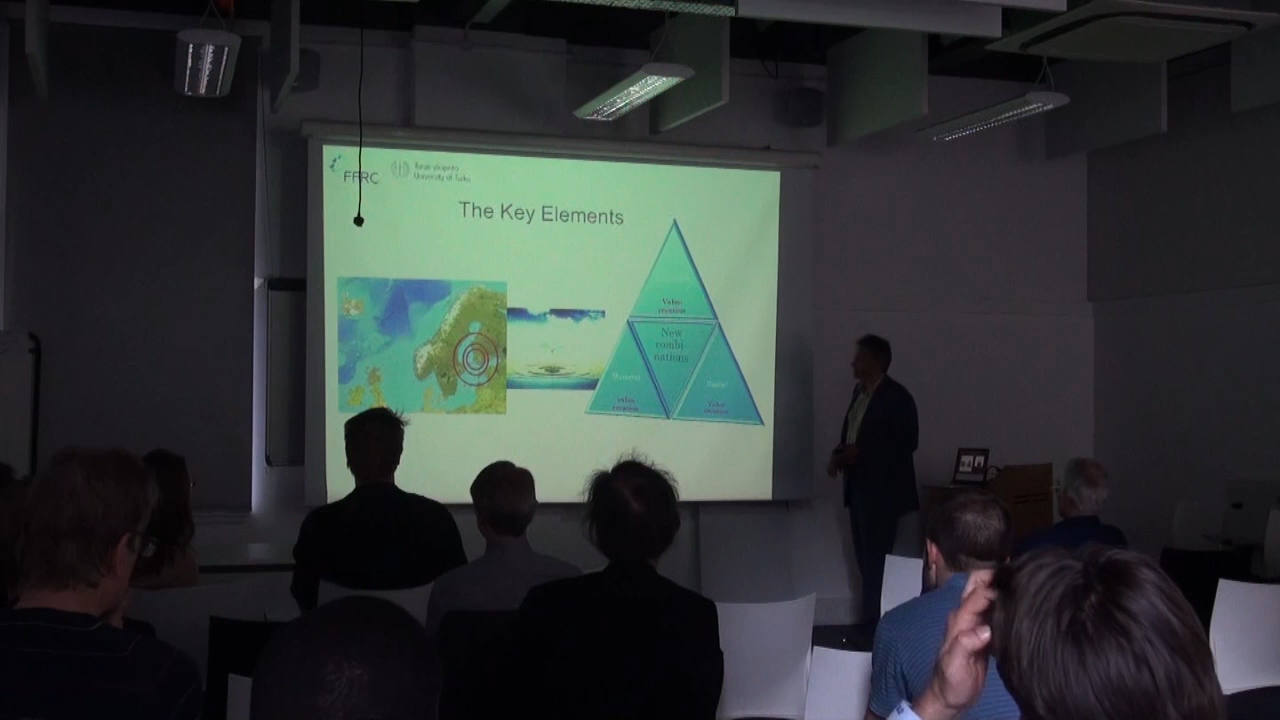 FFRC
Turun yliopisto
University of Turku
The Key Elements
Value
creation
New
combi-
nations
Value
creation
Value
creation